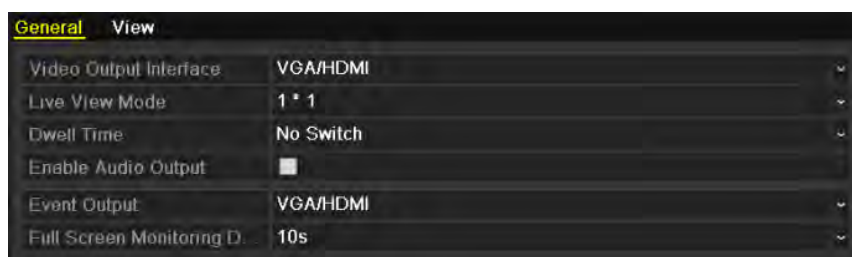 General View
Video Output Interface VGA/HDMI
Live View Mode 1 * 1
Dwell Time No Switch
Enable Audio Output
Event Output VGA/HDMI
Full Screen Monitoring D... 10s